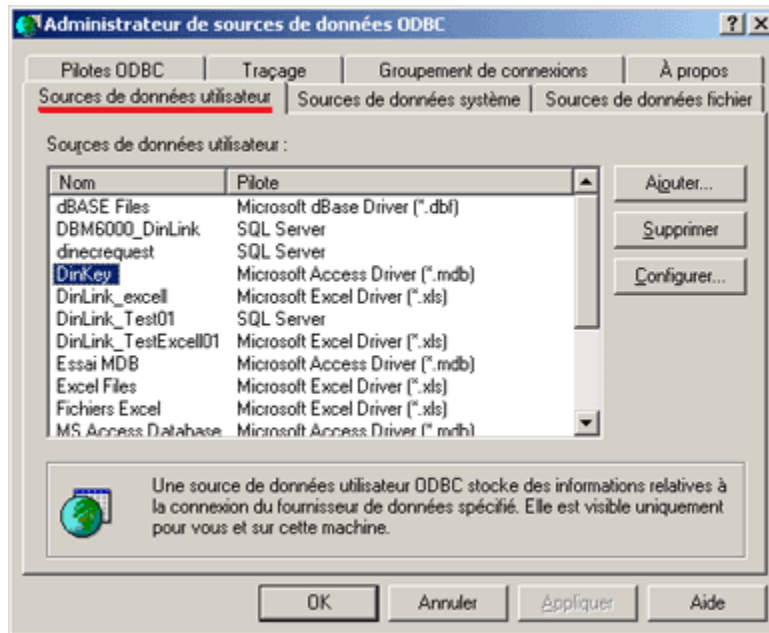 Administrateur de sources de données ODBC
Pilotes ODBC Traçage Groupement de connexions À propos
Sources de données utilisateur Sources de données système Sources de données fichier
Sources de données utilisateur :
Nom Pilote
dBASE Files Microsoft dBase Driver (*.dbf)
DBM6000_DinLink SQL Server
dinecrequest SQL Server
DinKey Microsoft Access Driver (*.mdb)
DinLink_excell Microsoft Excel Driver (*.xls)
DinLink_Test01 SQL Server
DinLink_TestExcell01 Microsoft Excel Driver (*.xls)
Essai MDB Microsoft Access Driver (*.mdb)
Excel Files Microsoft Excel Driver (*.xls)
Fichiers Excel Microsoft Excel Driver (*.xls)
MS Access Database Microsoft Access Driver (*.mdb)
Ajouter...
Supprimer
Configurer...
Une source de données utilisateur ODBC stocke des informations relatives à
la connexion du fournisseur de données spécifié. Elle est visible uniquement
pour vous et sur cette machine.
OK Annuler Appliquer Aide